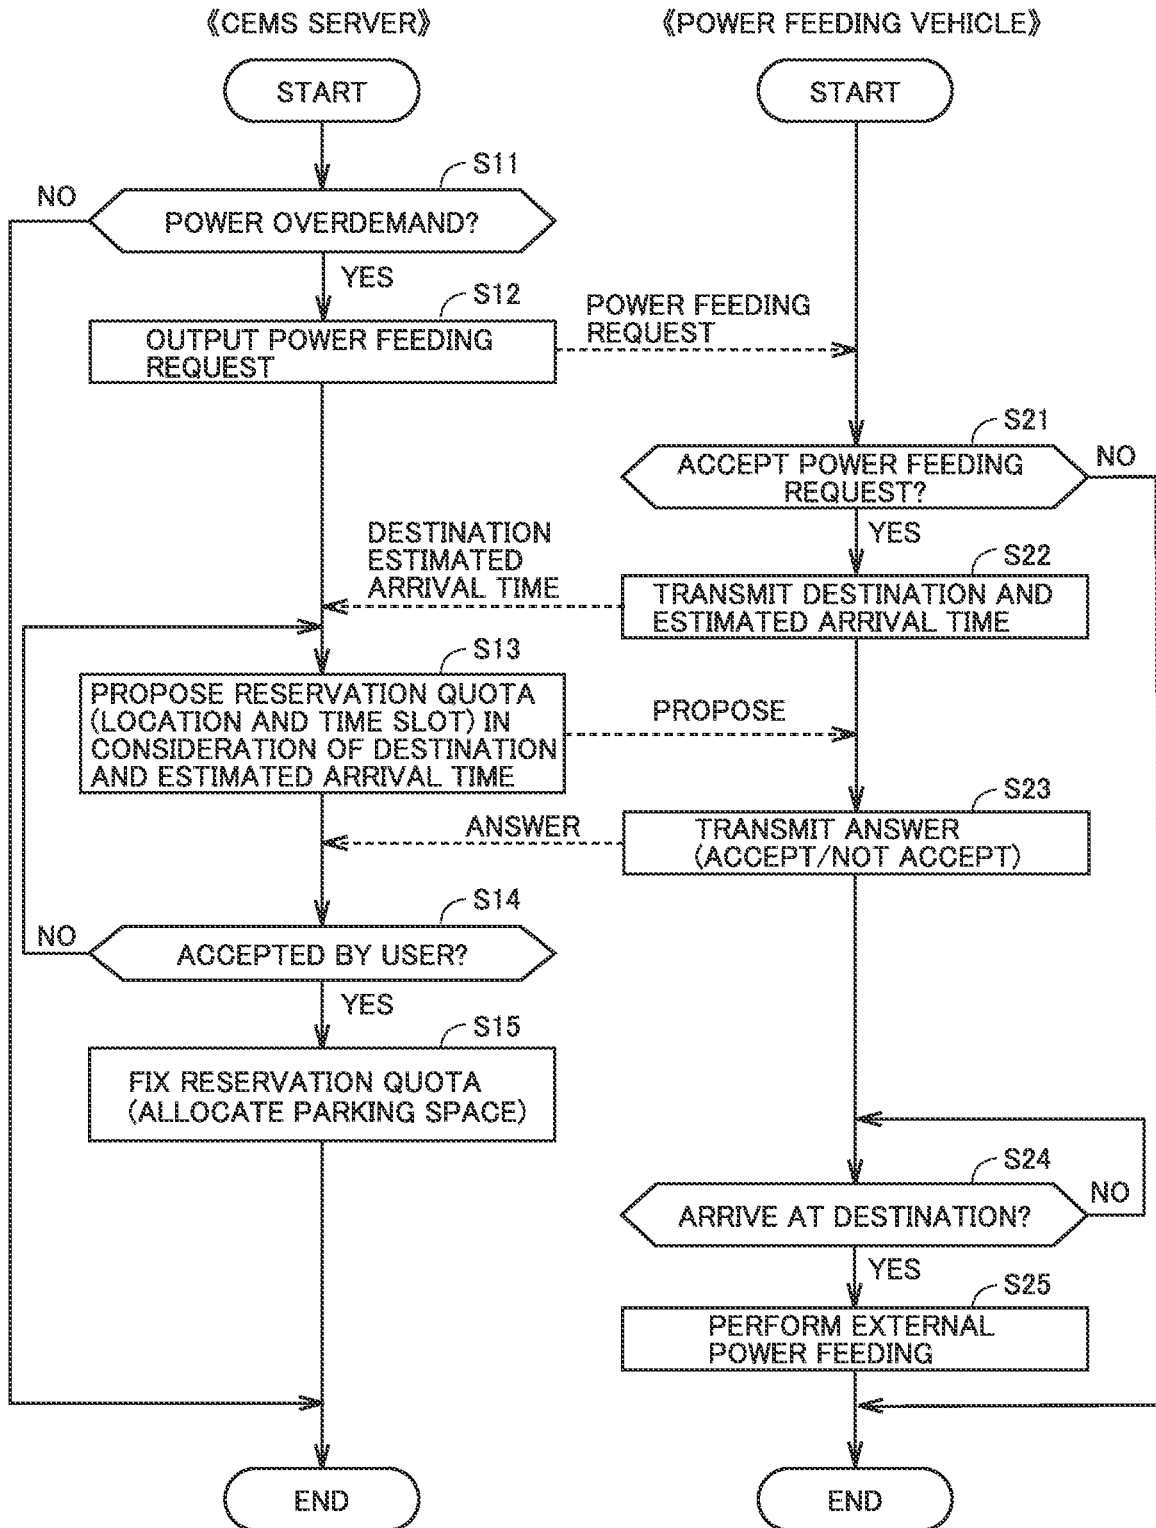 《CEMS SERVER》
《POWER FEEDING VEHICLE》
START
START
S11
NO
POWER OVERDEMAND?
YES
S12
OUTPUT POWER FEEDING
REQUEST
POWER FEEDING
REQUEST
S21
ACCEPT POWER FEEDING
REQUEST?
NO
YES
DESTINATION
ESTIMATED
ARRIVAL TIME
S22
TRANSMIT DESTINATION AND
ESTIMATED ARRIVAL TIME
S13
PROPOSE RESERVATION QUOTA
(LOCATION AND TIME SLOT) IN
CONSIDERATION OF DESTINATION
AND ESTIMATED ARRIVAL TIME
PROPOSE
S23
TRANSMIT ANSWER
(ACCEPT/NOT ACCEPT)
ANSWER
S14
NO
ACCEPTED BY USER?
YES
S15
FIX RESERVATION QUOTA
(ALLOCATE PARKING SPACE)
S24
ARRIVE AT DESTINATION?
NO
YES
S25
PERFORM EXTERNAL
POWER FEEDING
END
END